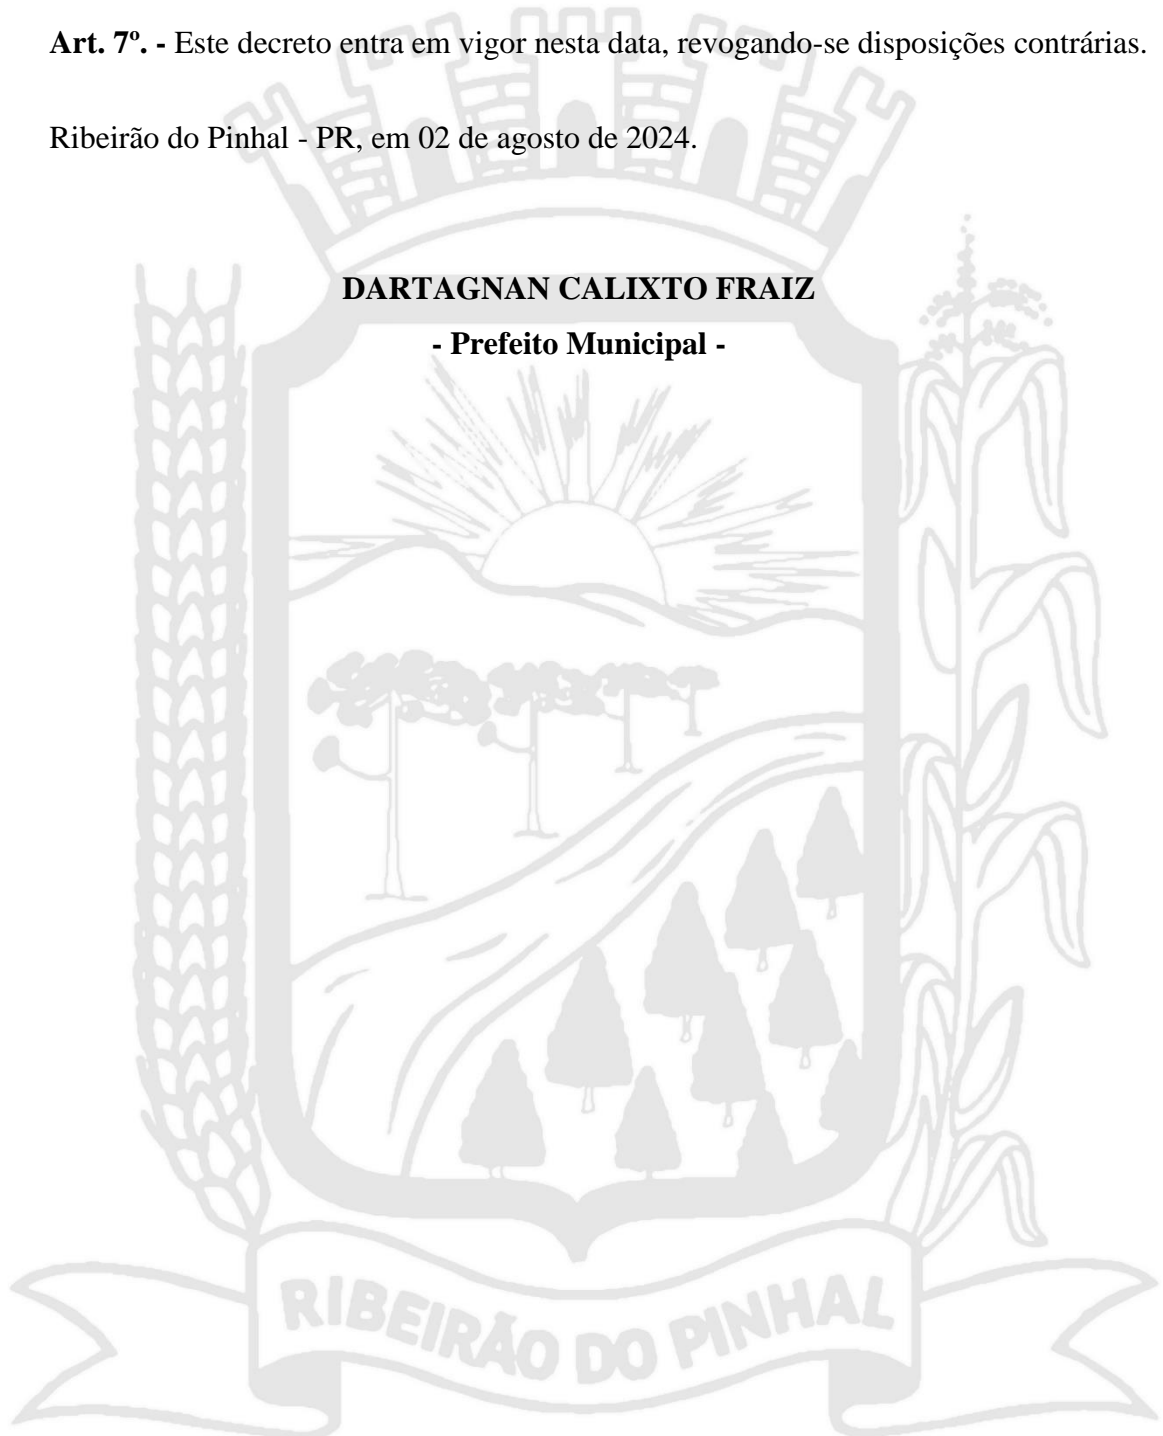 Art. 7º. - Este decreto entra em vigor nesta data, revogando-se disposições contrárias.
Ribeirão do Pinhal - PR, em 02 de agosto de 2024.
DARTAGNAN CALIXTO FRAIZ
- Prefeito Municipal -
RIBEIRÃO DO PINHAL